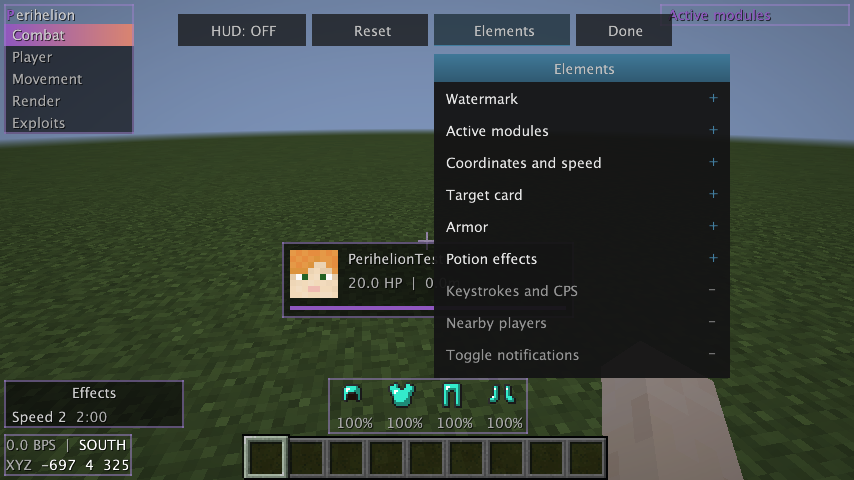 Perihelion
Combat
Player
Movement
Render
Exploits
HUD: OFF
Reset
Elements
Done
Active modules
Elements
Watermark +
Active modules +
Coordinates and speed +
Target card +
Armor +
Potion effects +
Keystrokes and CPS -
Nearby players -
Toggle notifications -
PerihelionTes
20.0 HP | 0.
Effects
Speed 2 2:00
100% 100% 100% 100%
0.0 BPS | SOUTH
XYZ -697 4 325